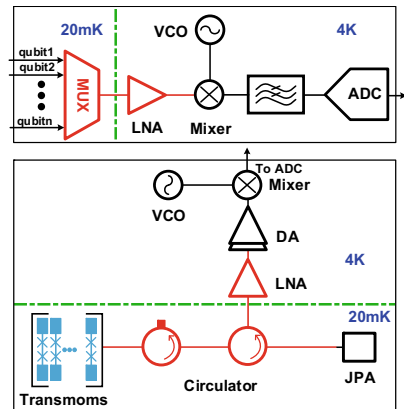 20mK
VCO
4K
qubit1
qubit2
qubitn
MUX
LNA
Mixer
ADC
To ADC
Mixer
VCO
DA
LNA
4K
20mK
Transmoms
Circulator
JPA